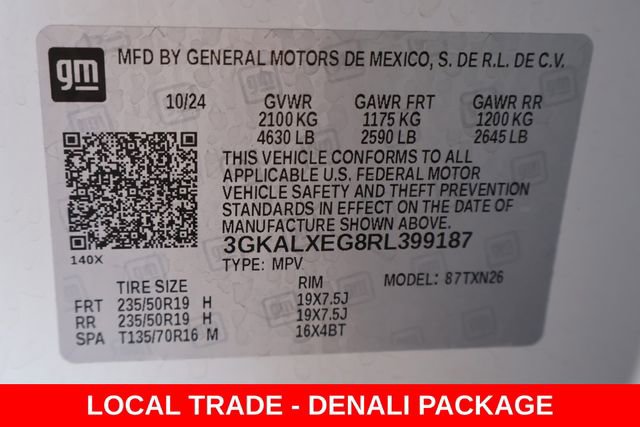 gm
MFD BY GENERAL MOTORS DE MEXICO, S. DE R.L. DE C.V.
10/24 GVWR GAWR FRT GAWR RR
2100 KG 1175 KG 1200 KG
4630 LB 2590 LB 2645 LB
THIS VEHICLE CONFORMS TO ALL
APPLICABLE U.S. FEDERAL MOTOR
VEHICLE SAFETY AND THEFT PREVENTION
STANDARDS IN EFFECT ON THE DATE OF
MANUFACTURE SHOWN ABOVE.
3GKALXEG8RL399187
140X
TYPE: MPV MODEL: 87TXN26
TIRE SIZE RIM
FRT 235/50R19 H 19X7.5J
RR 235/50R19 H 19X7.5J
SPA T135/70R16 M 16X4BT
LOCAL TRADE - DENALI PACKAGE